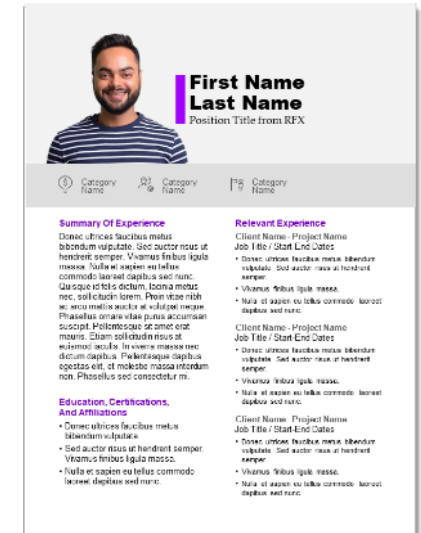 First Name
Last Name
Position Title from RFX
Category
Name
Category
Name
Category
Name
Summary Of Experience
Donec ultrices faucibus metus
bibendum vulputate. Sed auctor risus ut
hendrerit semper. Vivamus finibus ligula
massa. Nulla et sapien eu tellus
commodo laoreet dapibus sed nunc.
Quisque id felis dictum, lacinia metus
nec, sollicitudin lorem. Proin vitae nibh
ac arcu mattis auctor at volutpat neque.
Phasellus ornare vitae purus accumsan
suscipit. Pellentesque sit amet erat
mauris. Etiam sollicitudin risus at
euismod iaculis. In viverra massa nec
dictum dapibus. Pellentesque dapibus
egestas elit, et molestie massa interdum
non. Phasellus sed consectetur mi.
Education, Certifications,
And Affiliations
• Donec ultrices faucibus metus
bibendum vulputate.
• Sed auctor risus ut hendrerit semper.
Vivamus finibus ligula massa.
• Nulla et sapien eu tellus commodo
laoreet dapibus sed nunc.
Relevant Experience
Client Name - Project Name
Job Title / Start-End Dates
• Donec ultrices faucibus metus bibendum
vulputate. Sed auctor risus ut hendrerit
semper.
• Vivamus finibus ligula massa.
• Nulla et sapien eu tellus commodo laoreet
dapibus sed nunc.
Client Name - Project Name
Job Title / Start-End Dates
• Donec ultrices faucibus metus bibendum
vulputate. Sed auctor risus ut hendrerit
semper.
• Vivamus finibus ligula massa.
• Nulla et sapien eu tellus commodo laoreet
dapibus sed nunc.
Client Name - Project Name
Job Title / Start-End Dates
• Donec ultrices faucibus metus bibendum
vulputate. Sed auctor risus ut hendrerit
semper.
• Vivamus finibus ligula massa.
• Nulla et sapien eu tellus commodo laoreet
dapibus sed nunc.